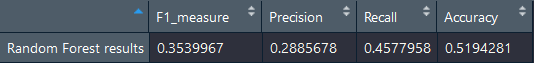 F1_measure Precision Recall Accuracy
Random Forest results 0.3539967 0.2885678 0.4577958 0.5194281